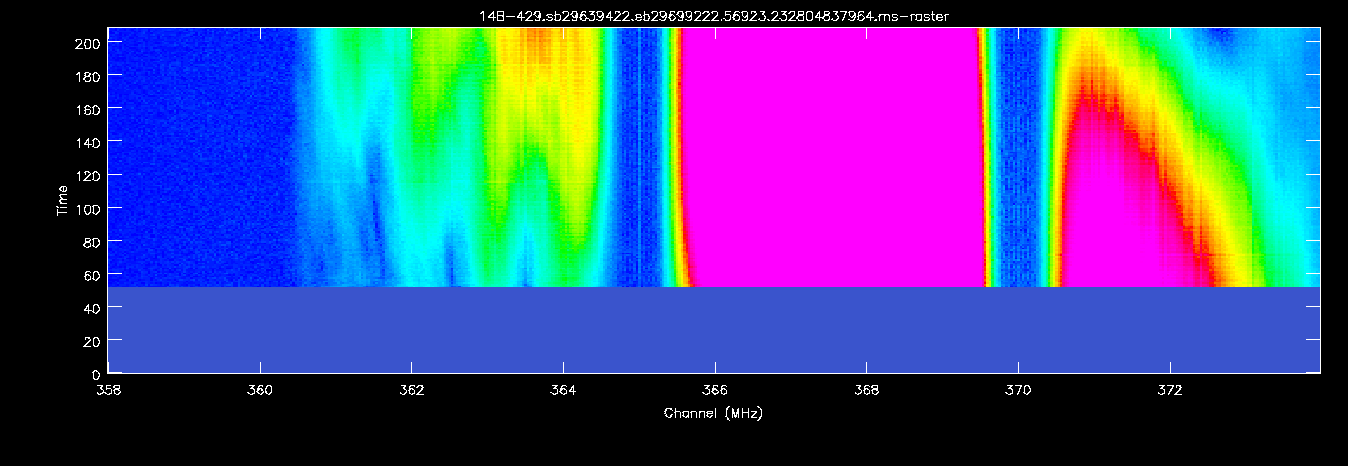 14B-429.sb29639422.eb29699222.56923.232804837964.ms-raster
200
180
160
140
120
100
80
60
40
20
0
Time
358 360 362 364 366 368 370 372
Channel (MHz)